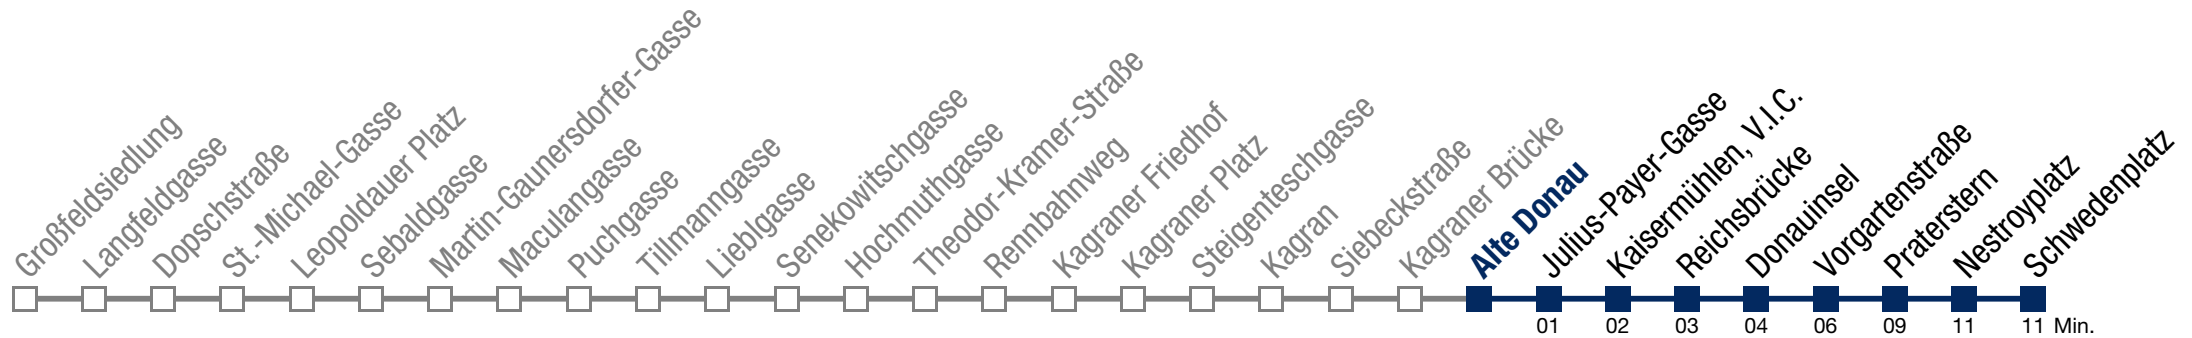 Großfeldsiedlung
Langfeldgasse
Dopschstraße
St.-Michael-Gasse
Leopoldauer Platz
Sebaldgasse
Martin-Gaunersdorfer-Gasse
Maculangasse
Puchgasse
Tillmanngasse
Lieblgasse
Senekowitschgasse
Hochmuthgasse
Theodor-Kramer-Straße
Rennbahnweg
Kagraner Friedhof
Kagraner Platz
Steigenteschgasse
Kagran
Siebeckstraße
Kagraner Brücke
Alte Donau
Julius-Payer-Gasse
Kaisermühlen, V.I.C.
Reichsbrücke
Donauinsel
Vorgartenstraße
Praterstern
Nestroyplatz
Schwedenplatz
01 02 03 04 06 09 11 11 Min.